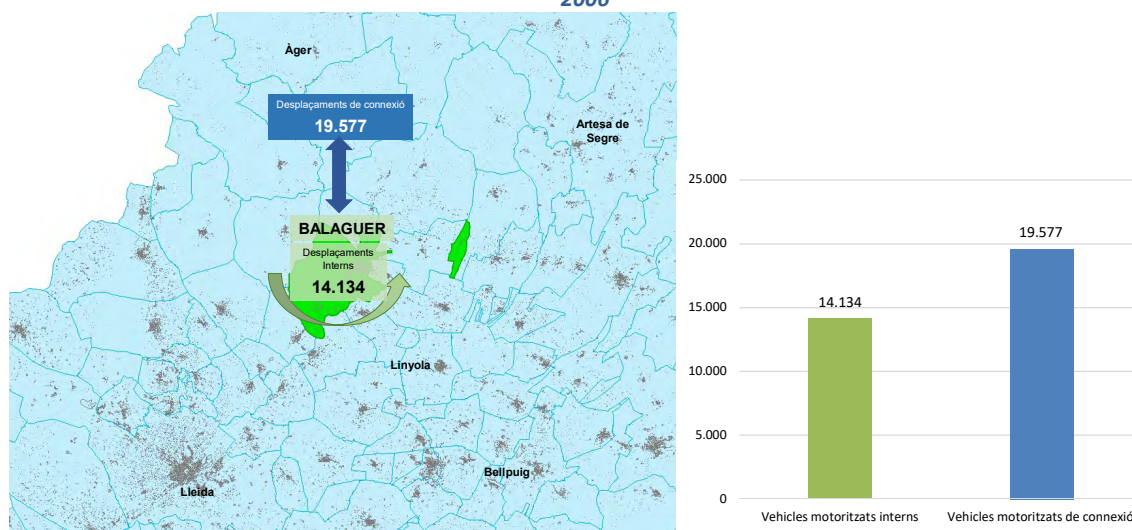 2006
Àger
Desplaçaments de connexió
19.577
Artesa de
Segre
BALAGUER
Desplaçaments
Interns
14.134
Linyola
Bellpuig
Lleida
25.000
20.000
15.000
10.000
5.000
0
14.134
19.577
Vehicles motoritzats interns
Vehicles motoritzats de connexió